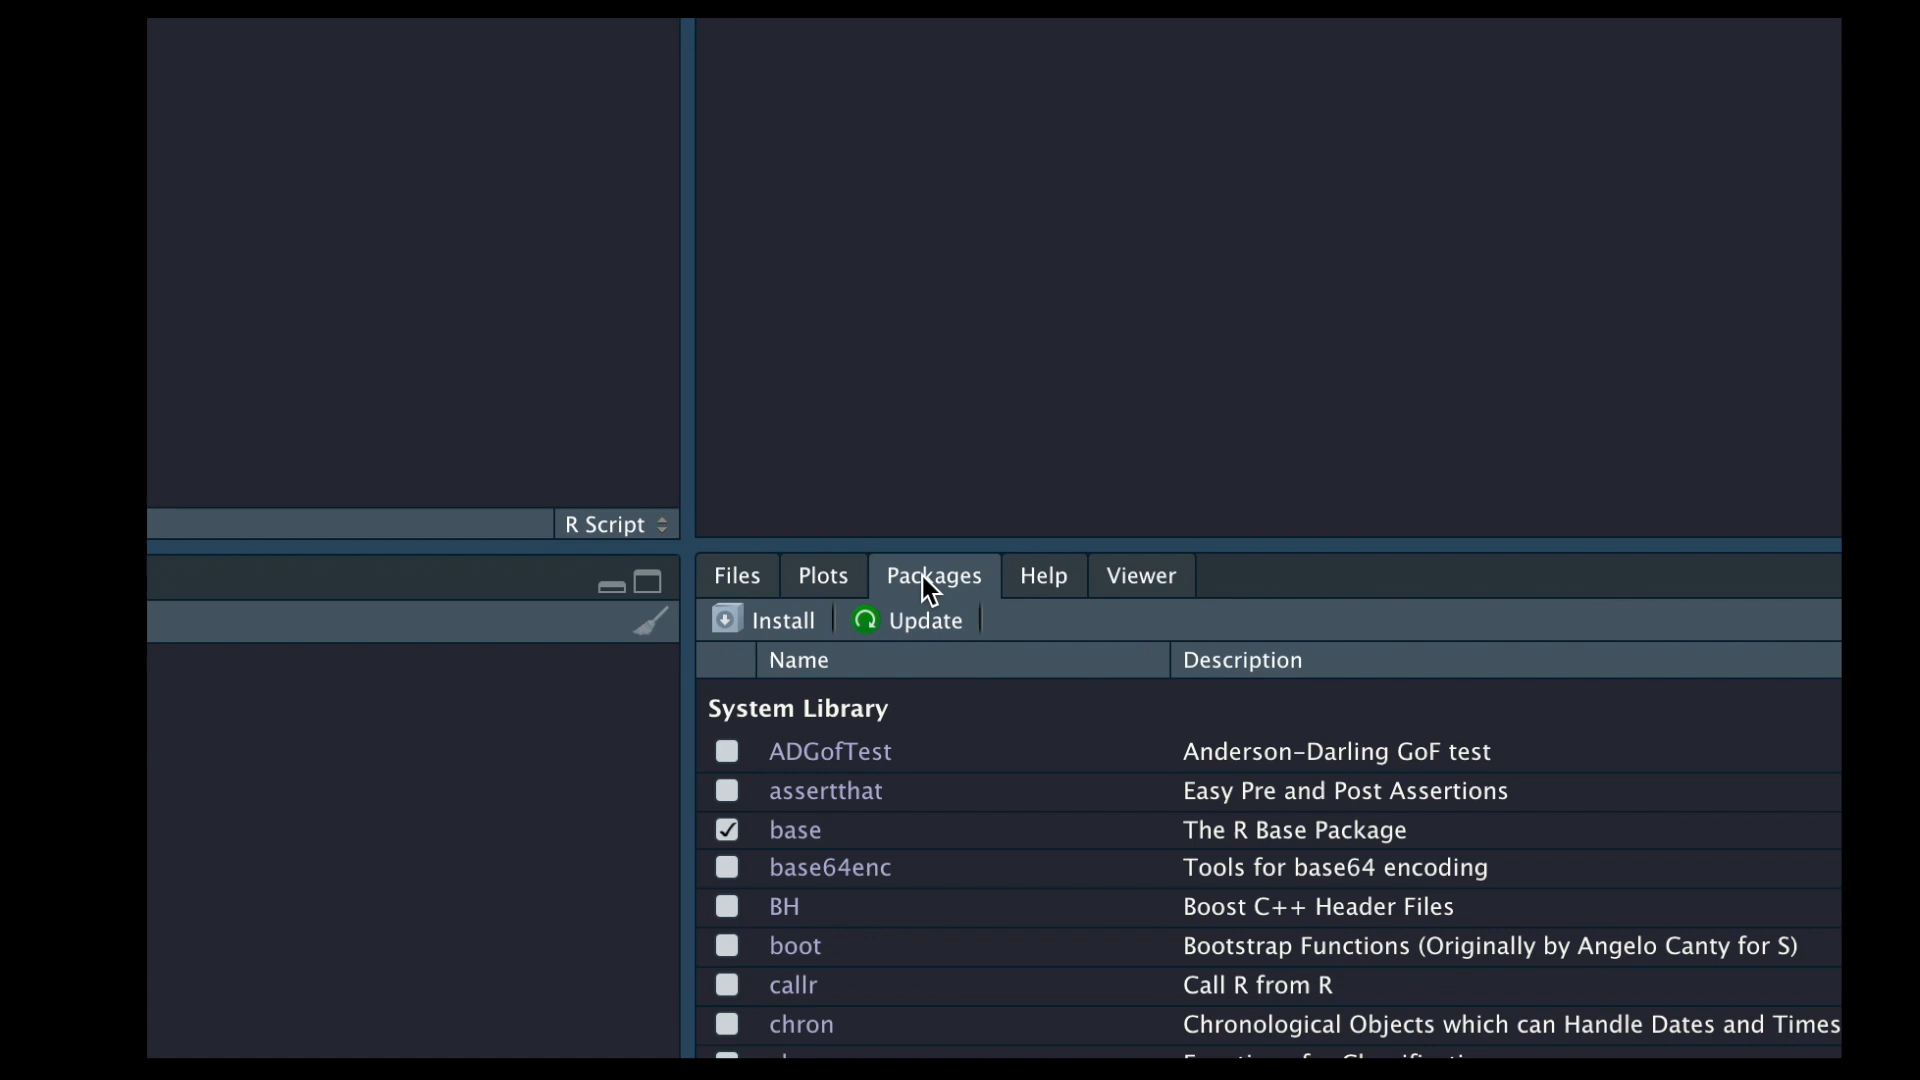 R Script
Files Plots Packages Help Viewer
Install Update
Name Description
System Library
ADGofTest Anderson-Darling GoF test
assertthat Easy Pre and Post Assertions
base The R Base Package
base64enc Tools for base64 encoding
BH Boost C++ Header Files
boot Bootstrap Functions (Originally by Angelo Canty for S)
callr Call R from R
chron Chronological Objects which can Handle Dates and Times